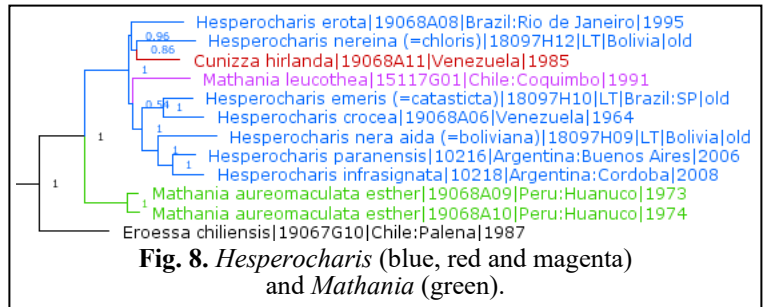 Hesperocharis erota|19068A08|Brazil:Rio de Janeiro|1995
0.96
Hesperocharis nereina (=chloris)|18097H12|LT|Bolivia|old
0.86
Cunizza hirlanda|19068A11|Venezuela|1985
1
Mathania leucothea|15117G01|Chile:Coquimbo|1991
Hesperocharis emeris (=catasticta)|18097H10|LT|Brazil:SP|old
0.54
1
Hesperocharis crocea|19068A06|Venezuela|1964
1
1
Hesperocharis nera aida (=boliviana)|18097H09|LT|Bolivia|old
1
Hesperocharis paranensis|10216|Argentina:Buenos Aires|2006
1
Hesperocharis infrasignata|10218|Argentina:Cordoba|2008
1
Mathania aureomaculata esther|19068A09|Peru:Huanuco|1973
1
Mathania aureomaculata esther|19068A10|Peru:Huanuco|1974
Eroessa chiliensis|19067G10|Chile:Palena|1987
Fig. 8. Hesperocharis (blue, red and magenta)
and Mathania (green).